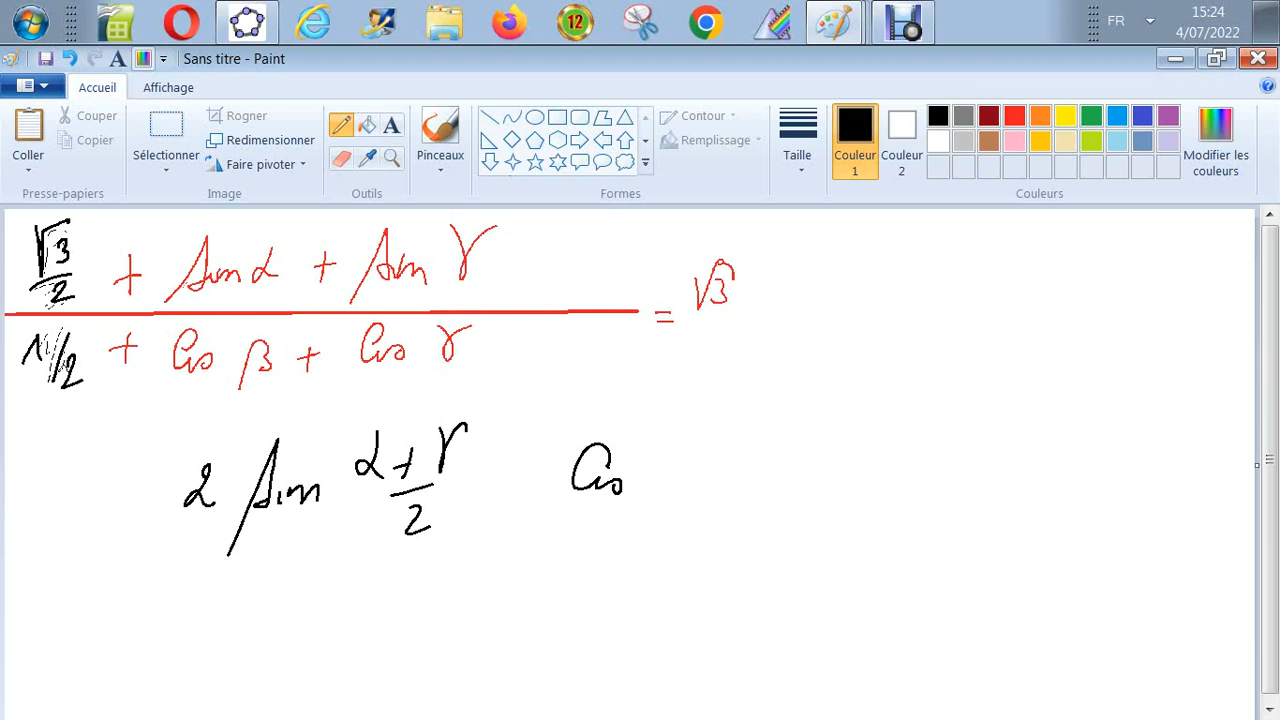 FR
15:24
4/07/2022
12
Sans titre - Paint
Accueil
Affichage
Coller
Couper
Copier
Presse-papiers
Sélectionner
Rogner
Redimensionner
Faire pivoter
Image
Outils
Pinceaux
Contour
Remplissage
Formes
Taille
Couleur 1
Couleur 2
Modifier les couleurs
Couleurs
√3/2 + sin α + sin γ
= √3
1/2 + Cos β + Cos γ
2 sin (α+γ)/2 Cos